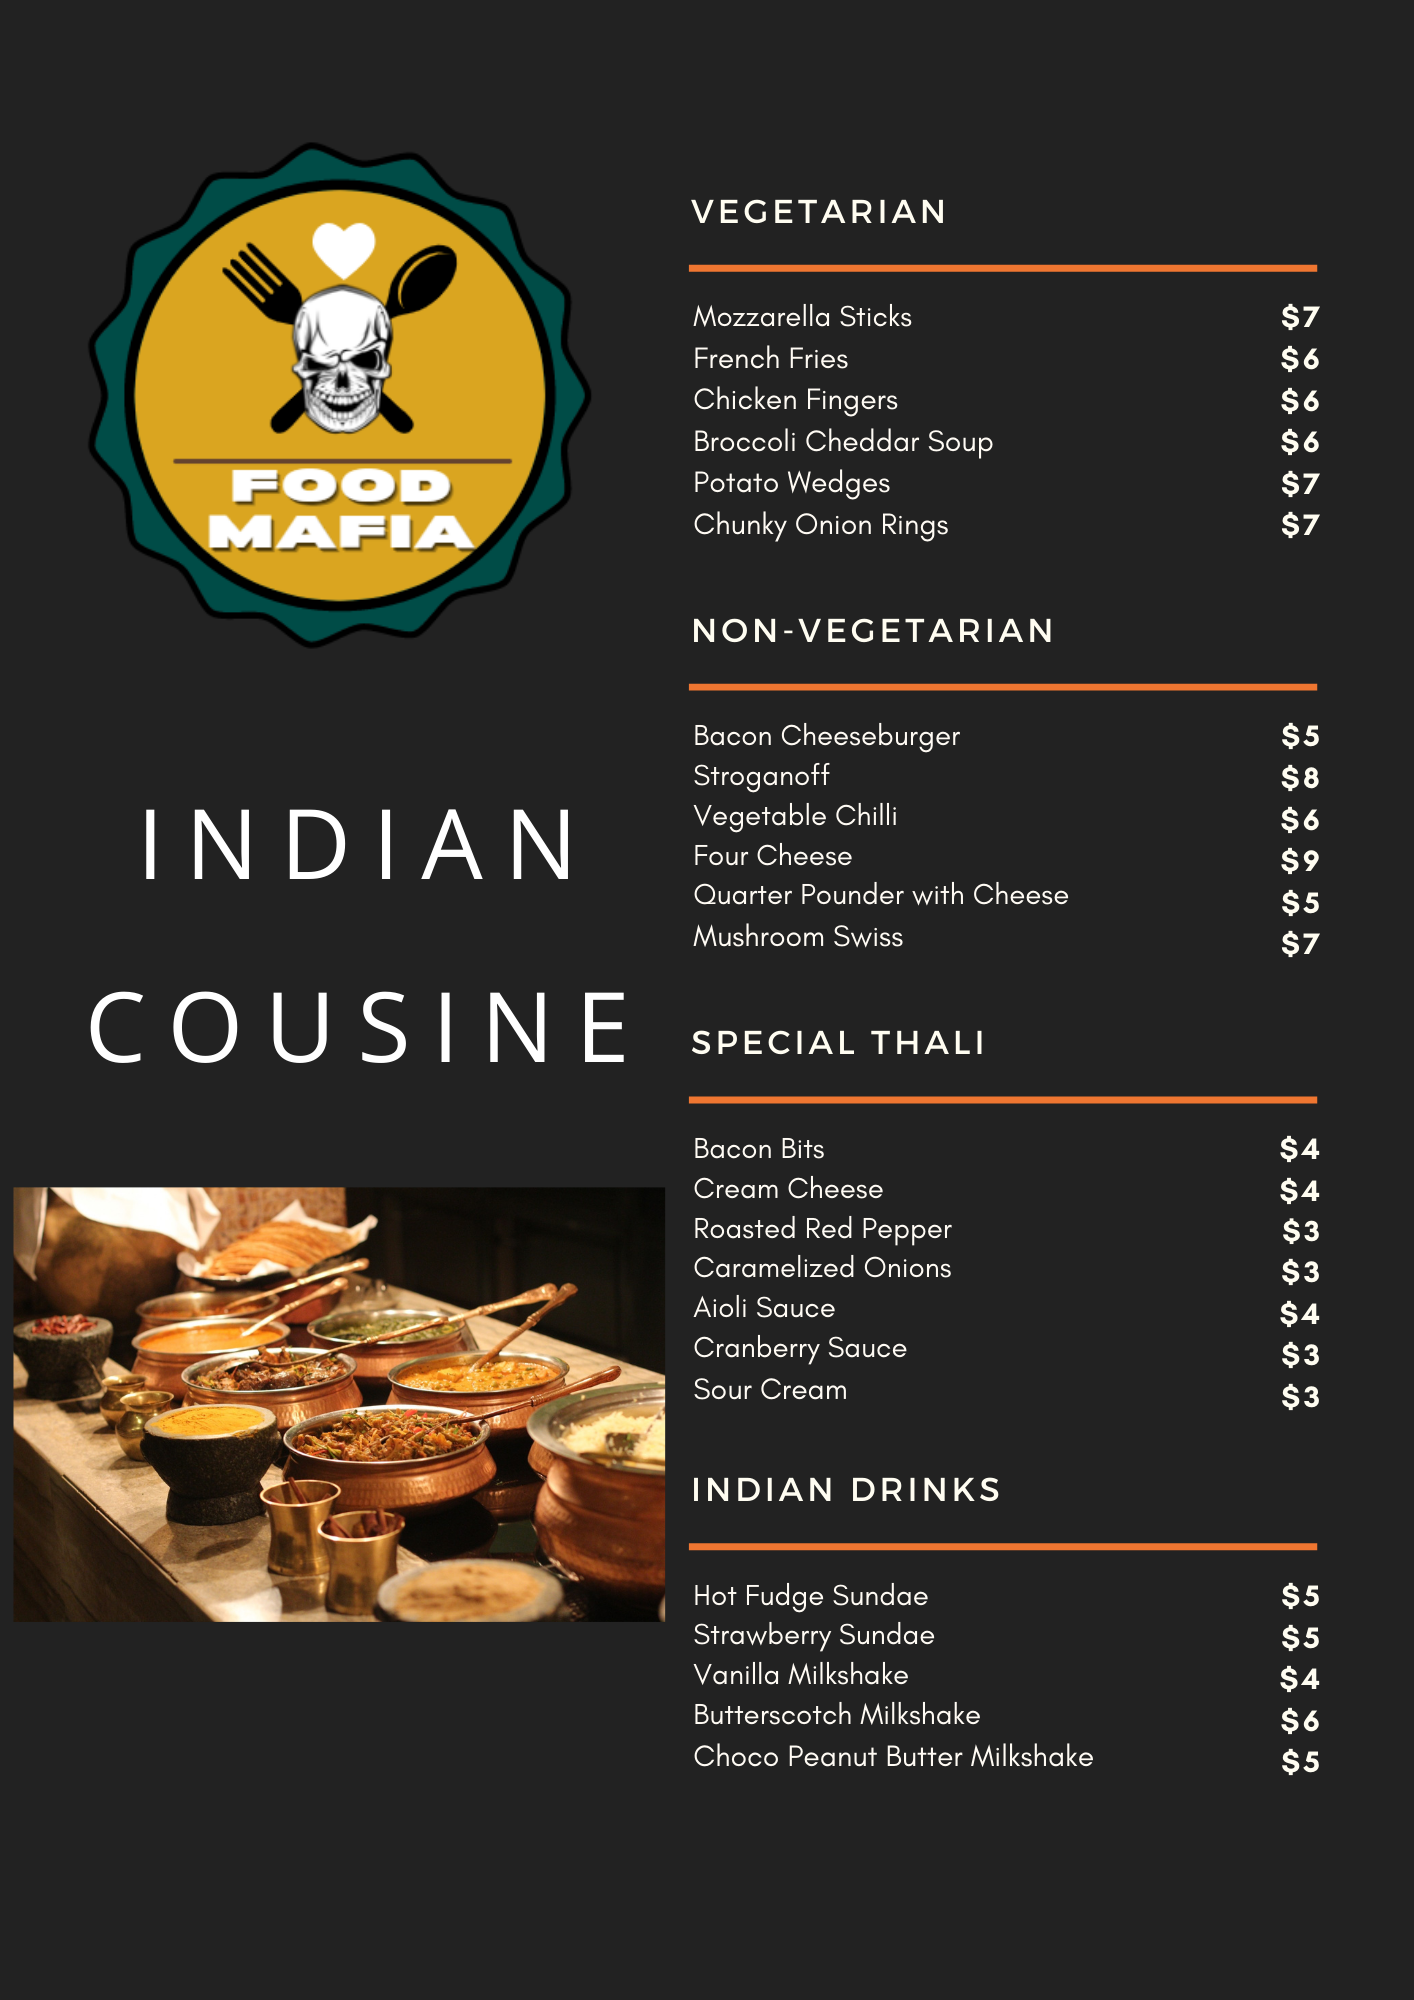 FOOD
MAFIA
INDIAN
COUSINE
VEGETARIAN
Mozzarella Sticks $7
French Fries $6
Chicken Fingers $6
Broccoli Cheddar Soup $6
Potato Wedges $7
Chunky Onion Rings $7
NON-VEGETARIAN
Bacon Cheeseburger $5
Stroganoff $8
Vegetable Chilli $6
Four Cheese $9
Quarter Pounder with Cheese $5
Mushroom Swiss $7
SPECIAL THALI
Bacon Bits $4
Cream Cheese $4
Roasted Red Pepper $3
Caramelized Onions $3
Aioli Sauce $4
Cranberry Sauce $3
Sour Cream $3
INDIAN DRINKS
Hot Fudge Sundae $5
Strawberry Sundae $5
Vanilla Milkshake $4
Butterscotch Milkshake $6
Choco Peanut Butter Milkshake $5